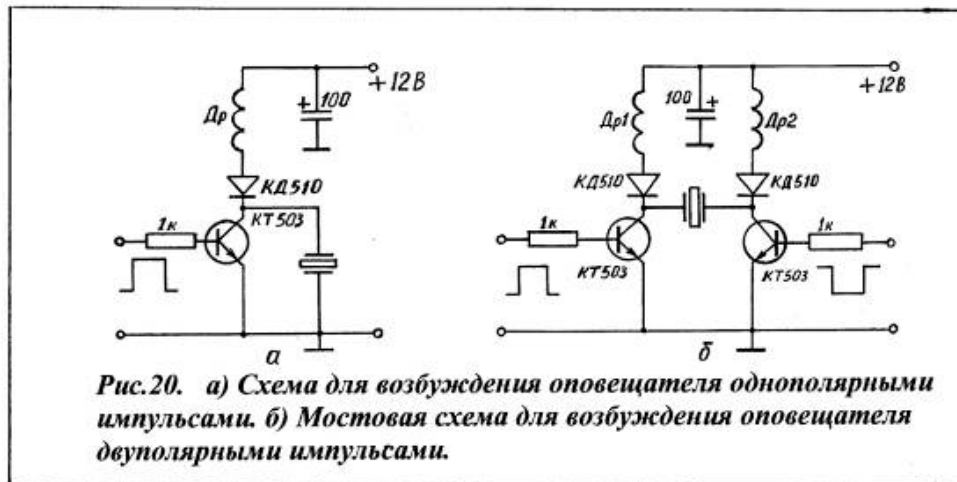 +12В
Др
+ 100
КД510
КТ503
1к
а
+12В
Др1
100 +
Др2
КД510
КД510
1к
1к
КТ503
КТ503
б
Рис.20. а) Схема для возбуждения оповещателя однополярными
импульсами. б) Мостовая схема для возбуждения оповещателя
двуполярными импульсами.